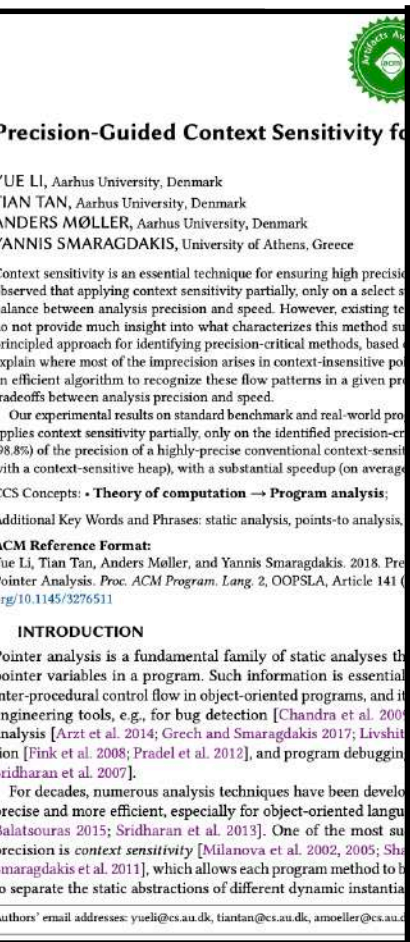 Artifacts Av
acm
Precision-Guided Context Sensitivity fo
YUE LI, Aarhus University, Denmark
TIAN TAN, Aarhus University, Denmark
ANDERS MØLLER, Aarhus University, Denmark
YANNIS SMARAGDAKIS, University of Athens, Greece
Context sensitivity is an essential technique for ensuring high precisio
observed that applying context sensitivity partially, only on a select s
balance between analysis precision and speed. However, existing te
do not provide much insight into what characterizes this method su
principled approach for identifying precision-critical methods, based
explain where most of the imprecision arises in context-insensitive po
an efficient algorithm to recognize these flow patterns in a given pro
tradeoffs between analysis precision and speed.
Our experimental results on standard benchmark and real-world pro
applies context sensitivity partially, only on the identified precision-cr
(98.8%) of the precision of a highly-precise conventional context-sensit
with a context-sensitive heap), with a substantial speedup (on average
CCS Concepts: • Theory of computation → Program analysis;
Additional Key Words and Phrases: static analysis, points-to analysis,
ACM Reference Format:
Yue Li, Tian Tan, Anders Møller, and Yannis Smaragdakis. 2018. Pre
Pointer Analysis. Proc. ACM Program. Lang. 2, OOPSLA, Article 141 (
rg/10.1145/3276511
INTRODUCTION
Pointer analysis is a fundamental family of static analyses th
pointer variables in a program. Such information is essential
inter-procedural control flow in object-oriented programs, and it
engineering tools, e.g., for bug detection [Chandra et al. 2009
analysis [Arzt et al. 2014; Grech and Smaragdakis 2017; Livshit
tion [Fink et al. 2008; Pradel et al. 2012], and program debuggin
Sridharan et al. 2007].
For decades, numerous analysis techniques have been develo
precise and more efficient, especially for object-oriented langu
Balatsouras 2015; Sridharan et al. 2013]. One of the most su
precision is context sensitivity [Milanova et al. 2002, 2005; Sha
Smaragdakis et al. 2011], which allows each program method to b
to separate the static abstractions of different dynamic instantia
Authors' email addresses: yueli@cs.au.dk, tiantan@cs.au.dk, amoeller@cs.au.d